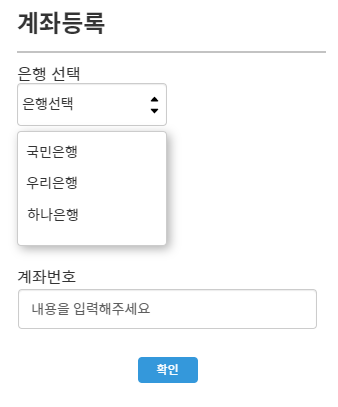 계좌등록
은행 선택
은행선택
국민은행
우리은행
하나은행
계좌번호
내용을 입력해주세요
확인